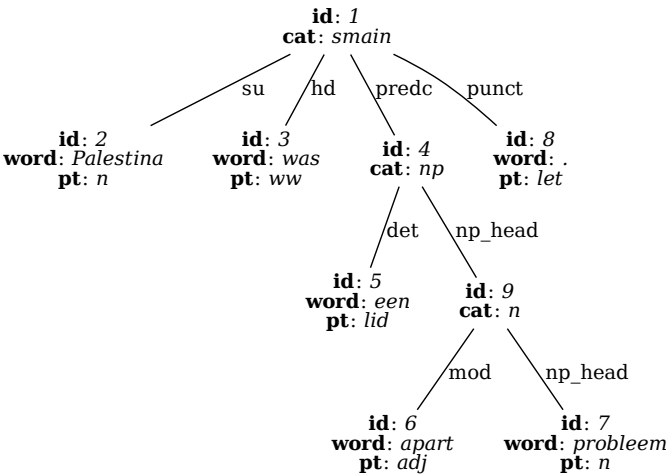 id: 1
cat: smain
su
hd
predc
punct
id: 2
word: Palestina
pt: n
id: 3
word: was
pt: ww
id: 4
cat: np
id: 8
word: .
pt: let
det
np_head
id: 5
word: een
pt: lid
id: 9
cat: n
mod
np_head
id: 6
word: apart
pt: adj
id: 7
word: probleem
pt: n